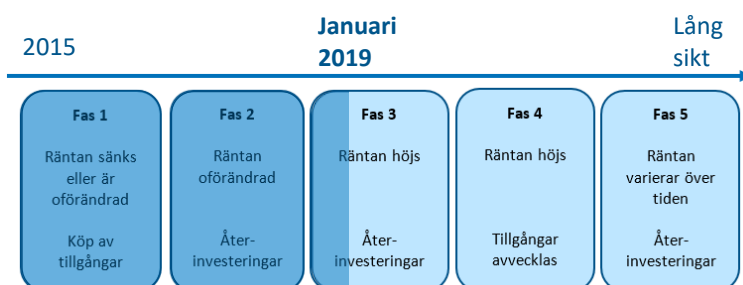 2015
Januari
2019
Lång
sikt
Fas 1
Räntan sänks
eller är
oförändrad
Köp av
tillgångar
Fas 2
Räntan
oförändrad
Åter-
investeringar
Fas 3
Räntan höjs
Åter-
investeringar
Fas 4
Räntan höjs
Tillgångar
avvecklas
Fas 5
Räntan
varierar över
tiden
Åter-
investeringar